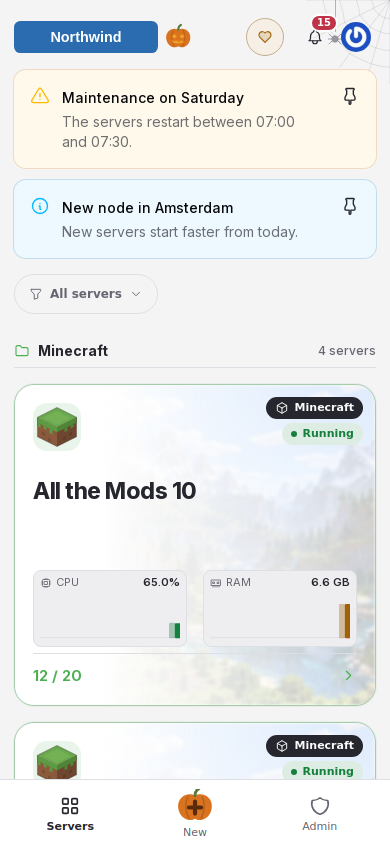 Northwind
15
Maintenance on Saturday
The servers restart between 07:00
and 07:30.
New node in Amsterdam
New servers start faster from today.
All servers
Minecraft
4 servers
Minecraft
Running
All the Mods 10
CPU
65.0%
RAM
6.6 GB
12 / 20
Minecraft
Running
Servers
New
Admin